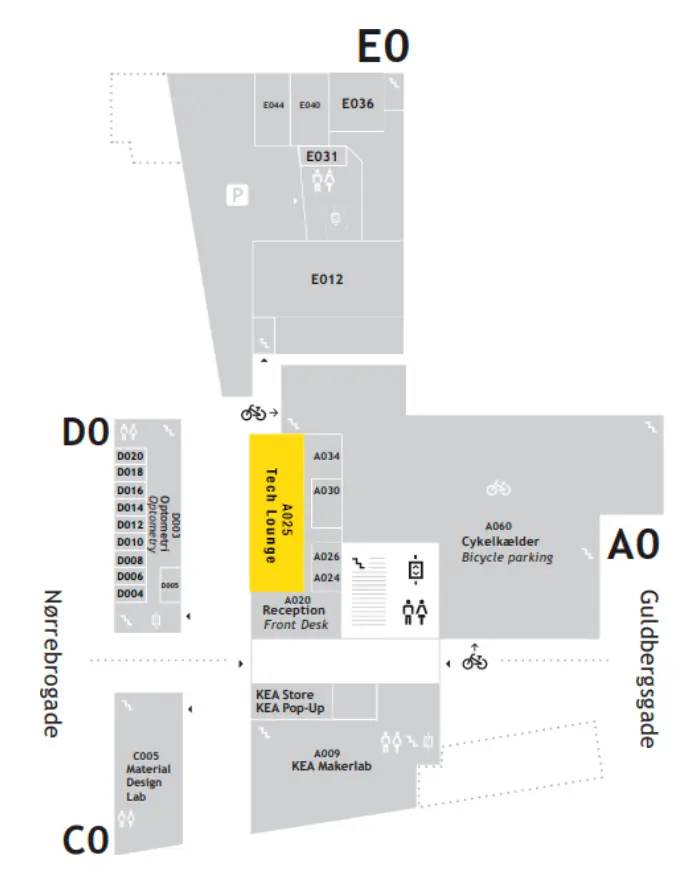 E0
E044
E040
E036
E031
P
E012
D0
D020
D018
D016
D014
D012
D010
D008
D006
D004
D003
Optometri
Optometry
D005
A025
Tech Lounge
A034
A030
A026
A024
A020
Reception
Front Desk
A060
Cykelkælder
Bicycle parking
A0
Nørrebrogade
Guldbergsgade
KEA Store
KEA Pop-Up
A009
KEA Makerlab
C005
Material
Design
Lab
C0